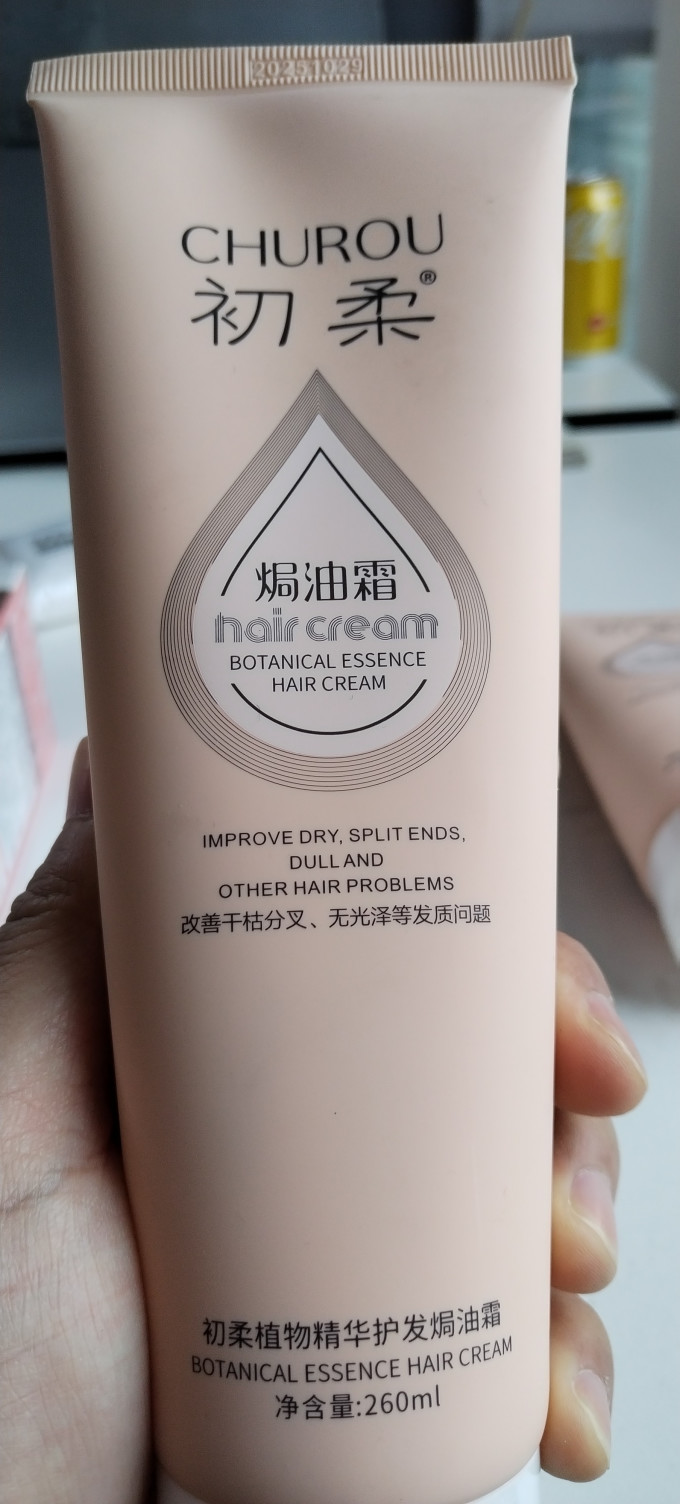 20251029
CHUROU
初柔®
焗油霜
hair cream
BOTANICAL ESSENCE
HAIR CREAM
IMPROVE DRY, SPLIT ENDS,
DULL AND
OTHER HAIR PROBLEMS
改善干枯分叉、无光泽等发质问题
初柔植物精华护发焗油霜
BOTANICAL ESSENCE HAIR CREAM
净含量:260ml